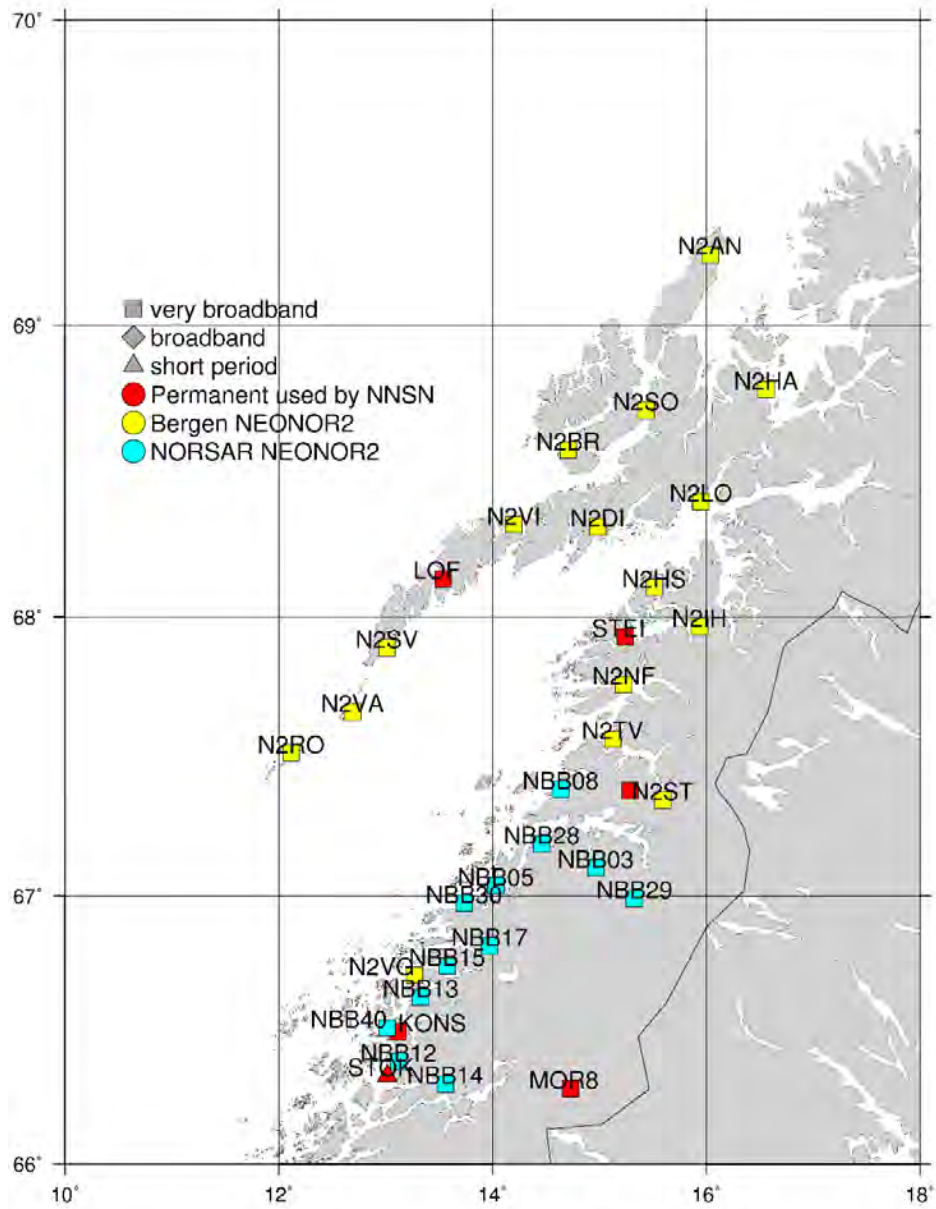 70˚
N2AN
very broadband
69˚
broadband
short period
N2HA
Permanent used by NNSN
N2SO
Bergen NEONOR2
N2BR
NORSAR NEONOR2
N2LO
N2VI
N2DI
LOF
N2HS
68˚
STEI
N2IH
N2SV
N2NF
N2VA
N2TV
N2RO
NBB08
N2ST
NBB28
NBB03
NBB05
67˚
NBB30
NBB29
NBB17
NBB15
N2VG
NBB13
NBB40
KONS
NBB12
STOK
NBB14
MOR8
66˚
10˚ 12˚ 14˚ 16˚ 18˚